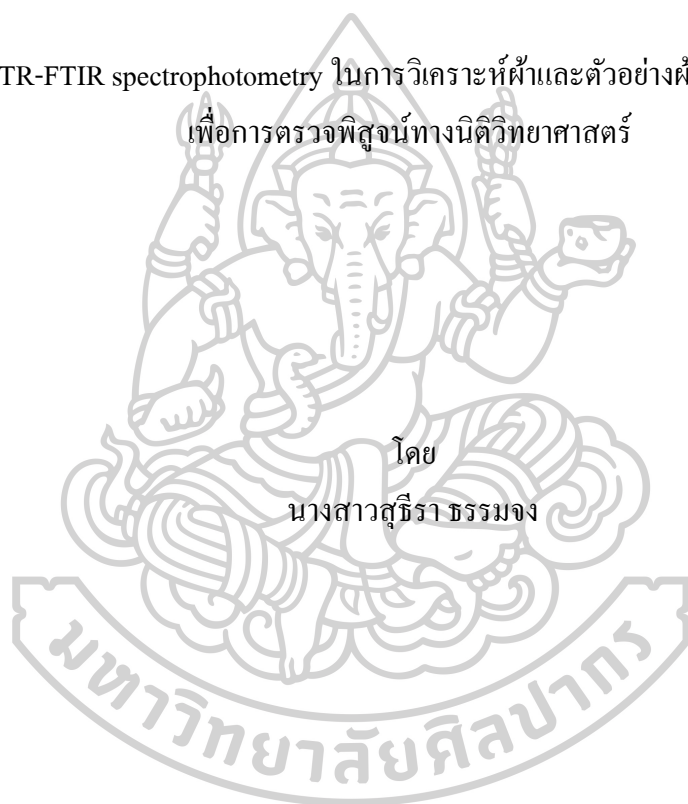 TR-FTIR spectrophotometry ในการวิเคราะห์ผ้าและตัวอย่างผ้
เพื่อการตรวจพิสูจน์ทางนิติวิทยาศาสตร์
โดย
นางสาวสุธีรา ธรรมจง
มหาวิทยาลัยศิลปากร